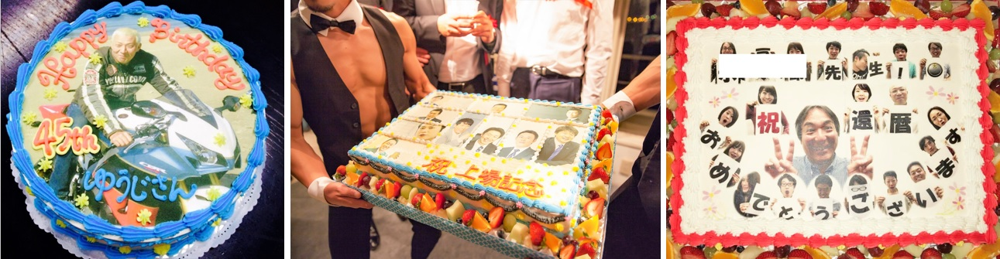 Happy Birthday
45th
ゆうじさん
祝 上場記念
先生!
祝 還暦
おめでとうございます